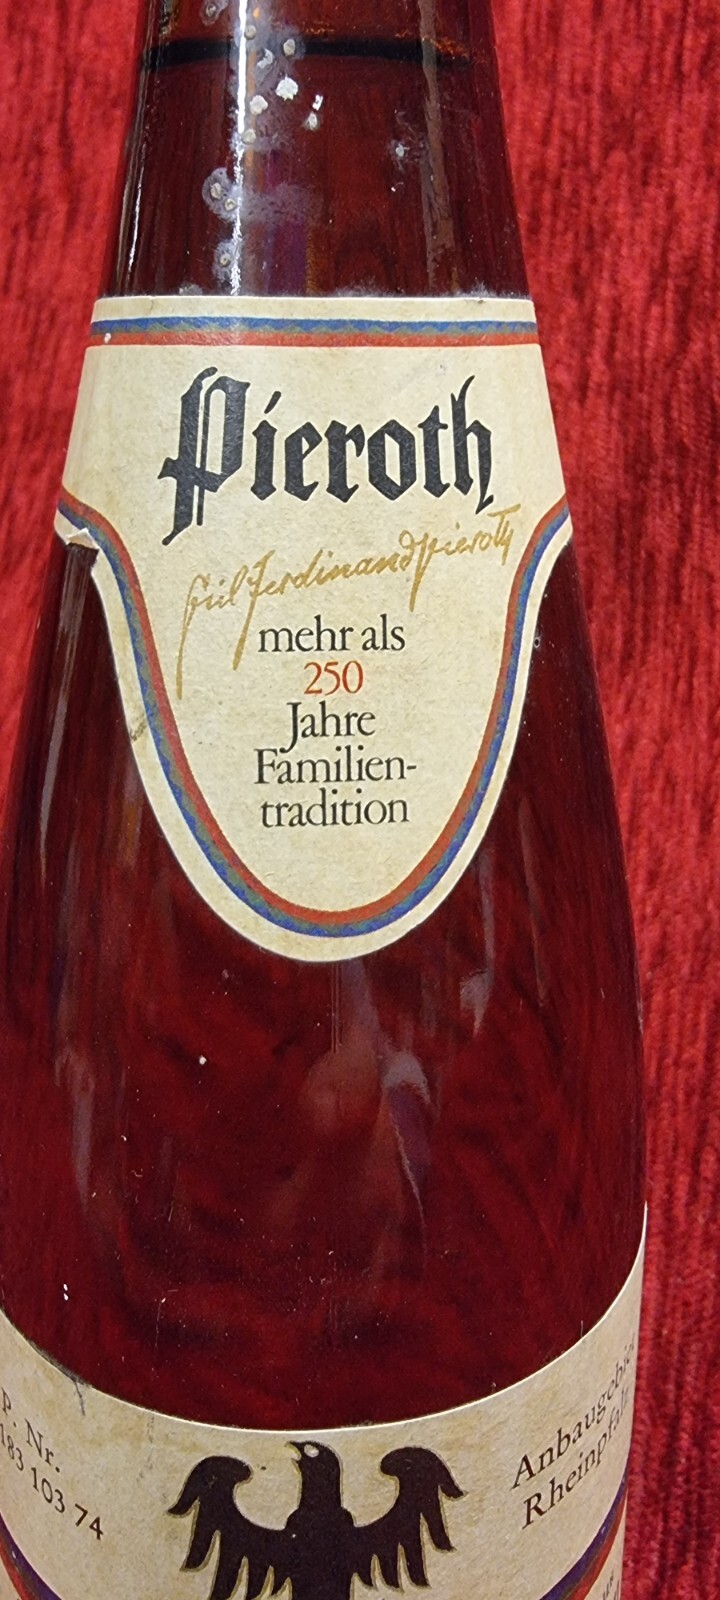 Pieroth
Ferdinand Pieroth
mehr als
250
Jahre
Familien-
tradition
P. Nr.
183 103 74
Anbaugebiet
Rheinpfalz